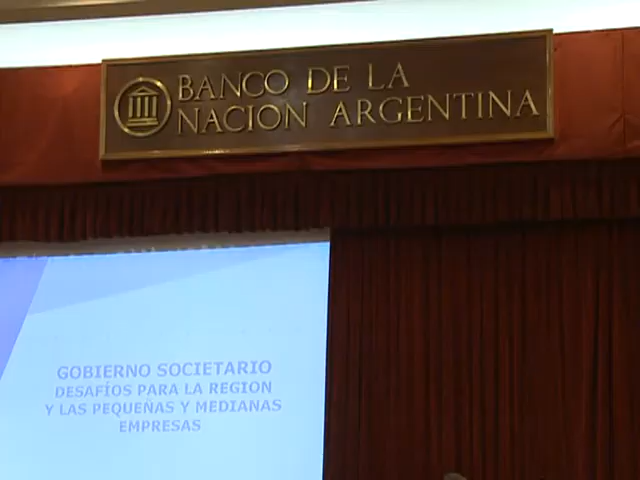 BANCO DE LA
NACION ARGENTINA
GOBIERNO SOCIETARIO
DESAFÍOS PARA LA REGION
Y LAS PEQUEÑAS Y MEDIANAS
EMPRESAS